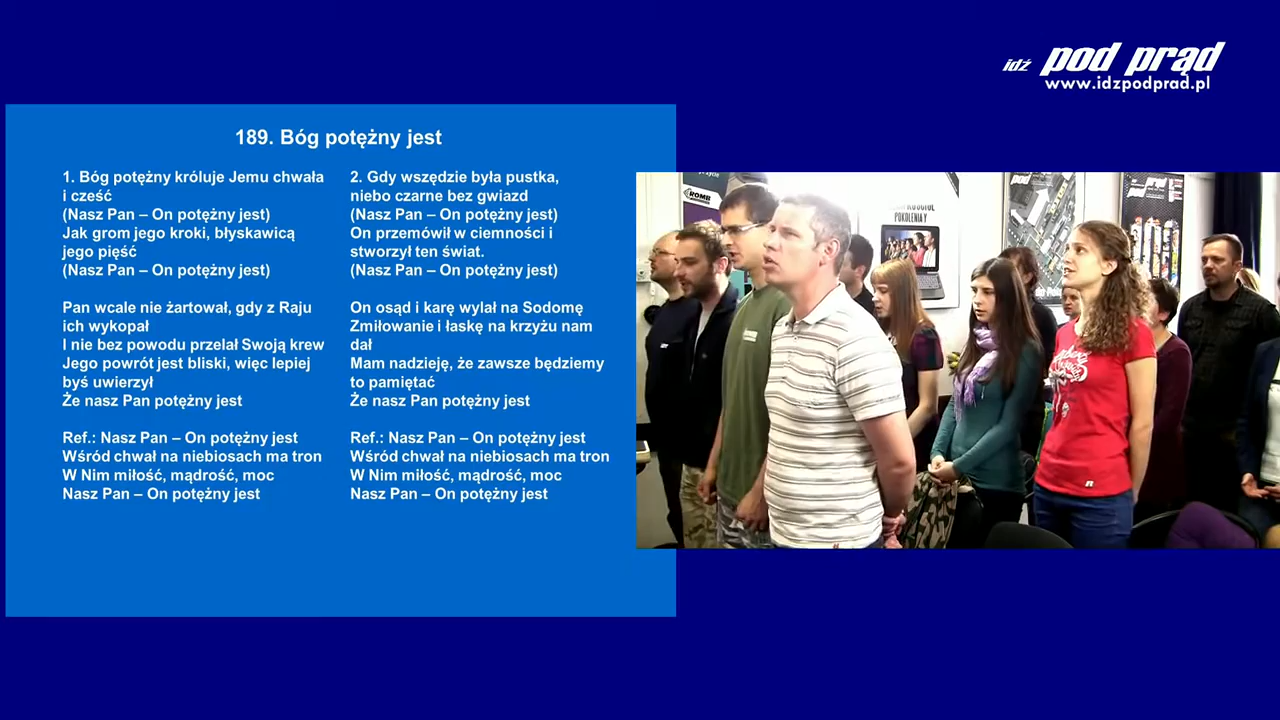 idź pod prąd
www.idzpodprad.pl
189. Bóg potężny jest
1. Bóg potężny króluje Jemu chwała
i cześć
(Nasz Pan – On potężny jest)
Jak grom jego kroki, błyskawicą
jego pięść
(Nasz Pan – On potężny jest)
Pan wcale nie żartował, gdy z Raju
ich wykopał
I nie bez powodu przelał Swoją krew
Jego powrót jest bliski, więc lepiej
byś uwierzył
Że nasz Pan potężny jest
Ref.: Nasz Pan – On potężny jest
Wśród chwał na niebiosach ma tron
W Nim miłość, mądrość, moc
Nasz Pan – On potężny jest
2. Gdy wszędzie była pustka,
niebo czarne bez gwiazd
(Nasz Pan – On potężny jest)
On przemówił w ciemności i
stworzył ten świat.
(Nasz Pan – On potężny jest)
On osąd i karę wylał na Sodomę
Zmiłowanie i łaskę na krzyżu nam
dał
Mam nadzieję, że zawsze będziemy
to pamiętać
Że nasz Pan potężny jest
Ref.: Nasz Pan – On potężny jest
Wśród chwał na niebiosach ma tron
W Nim miłość, mądrość, moc
Nasz Pan – On potężny jest
ROMB
POKOLENIA Y
pod prąd
pod prąd